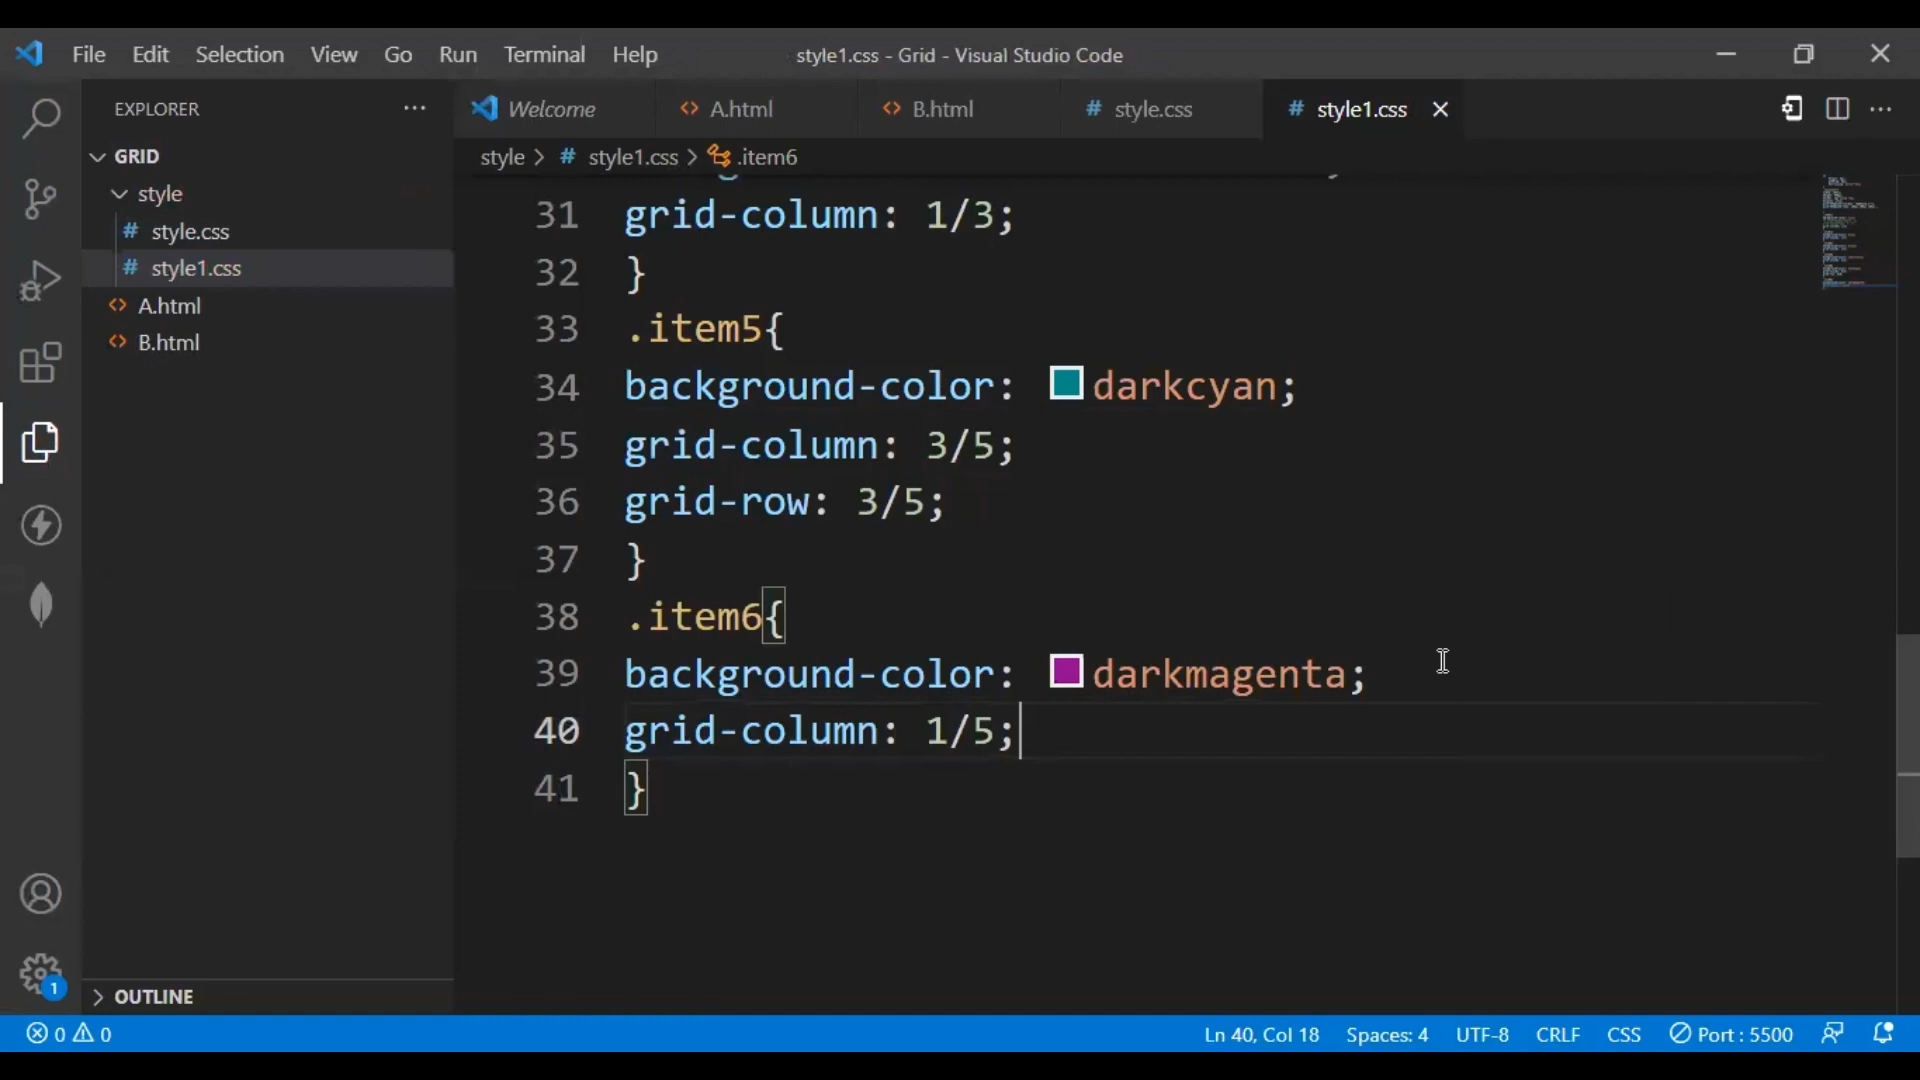 File Edit Selection View Go Run Terminal Help style1.css - Grid - Visual Studio Code
EXPLORER
GRID
style
style.css
style1.css
A.html
B.html
OUTLINE
Welcome A.html B.html # style.css # style1.css
style > # style1.css > .item6
31 grid-column: 1/3;
32 }
33 .item5{
34 background-color: darkcyan;
35 grid-column: 3/5;
36 grid-row: 3/5;
37 }
38 .item6{
39 background-color: darkmagenta;
40 grid-column: 1/5;
41 }
1
0 0 Ln 40, Col 18 Spaces: 4 UTF-8 CRLF CSS Port : 5500